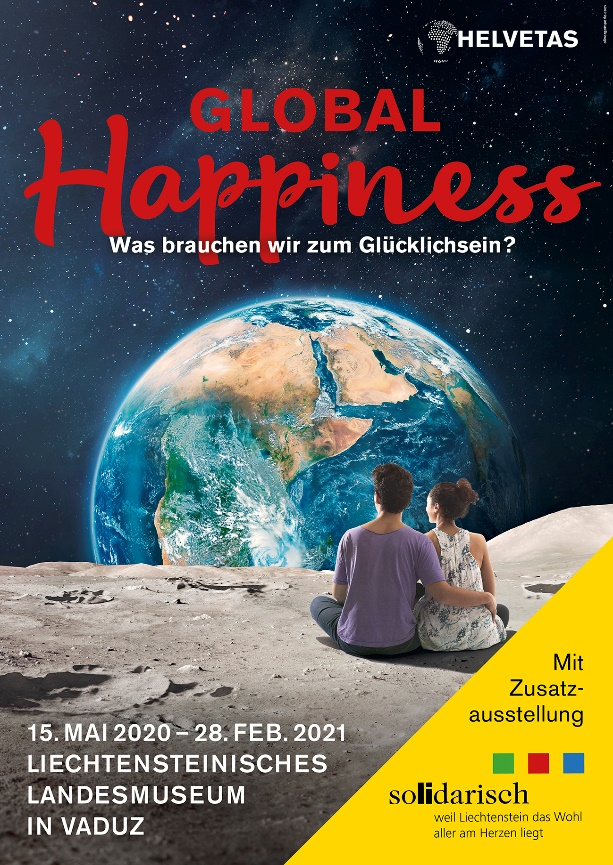 HELVETAS
GLOBAL
Happiness
Was brauchen wir zum Glücklichsein?
15. MAI 2020 – 28. FEB. 2021
LIECHTENSTEINISCHES
LANDESMUSEUM
IN VADUZ
Mit
Zusatz-
ausstellung
solidarisch
weil Liechtenstein das Wohl
aller am Herzen liegt